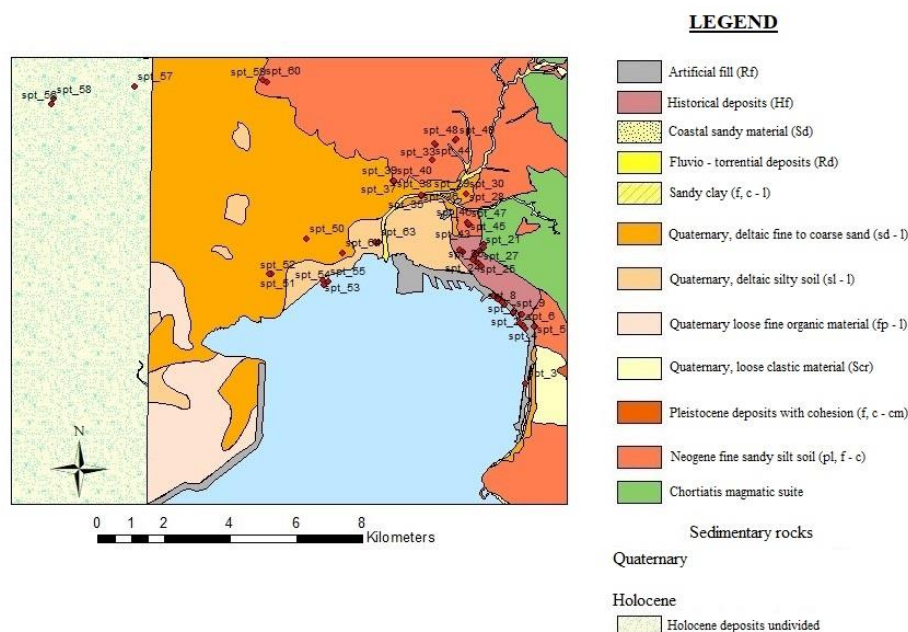 LEGEND
Artificial fill (Rf)
Historical deposits (Hf)
Coastal sandy material (Sd)
Fluvio - torrential deposits (Rd)
Sandy clay (f, c - l)
Quaternary, deltaic fine to coarse sand (sd - l)
Quaternary, deltaic silty soil (sl - l)
Quaternary loose fine organic material (fp - l)
Quaternary, loose clastic material (Scr)
Pleistocene deposits with cohesion (f, c - cm)
Neogene fine sandy silt soil (pl, f - c)
Chortiatis magmatic suite
Sedimentary rocks
Quaternary
Holocene
Holocene deposits undivided
spt_57
spt_58
spt_60
spt_48
spt_33
spt_44
spt_39
spt_40
spt_37
spt_38
spt_30
spt_28
spt_35
spt_47
spt_45
spt_43
spt_21
spt_27
spt_25
spt_50
spt_63
spt_52
spt_51
spt_54
spt_55
spt_53
spt_8
spt_9
spt_6
spt_5
spt_4
spt_3
N
0 1 2 4 6 8
Kilometers